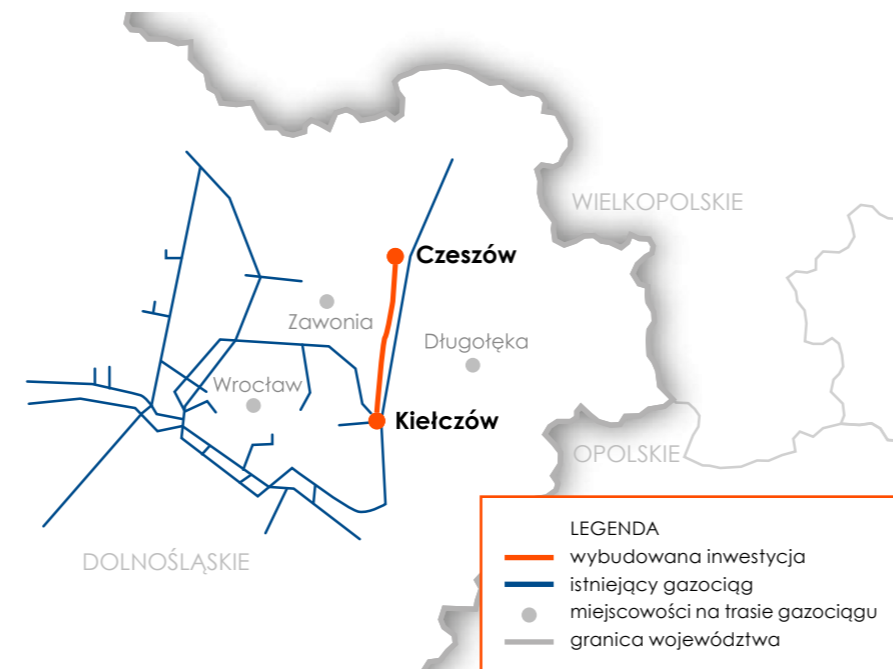 WIELKOPOLSKIE
Czeszów
Zawonia
Długołęka
Wrocław
Kiełczów
OPOLSKIE
DOLNOŚLĄSKIE
LEGENDA
wybudowana inwestycja
istniejący gazociąg
miejscowości na trasie gazociągu
granica województwa